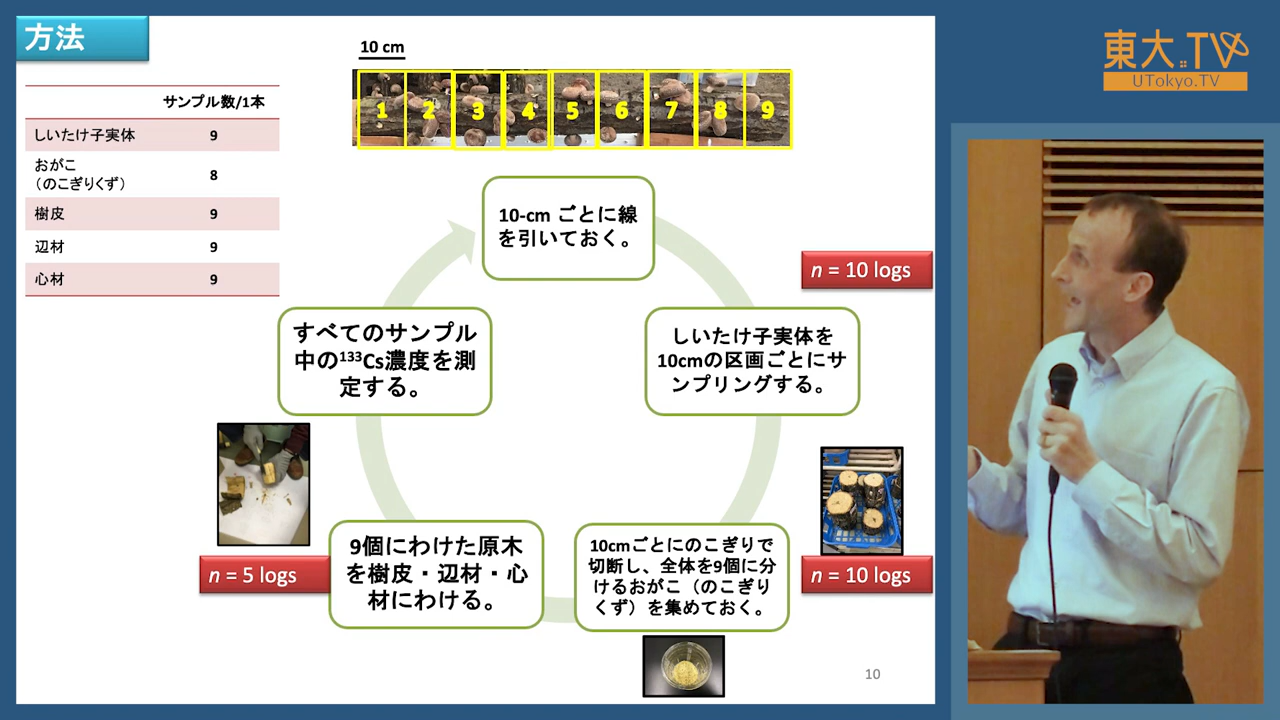 方法
東大.TV
UTokyo.TV
サンプル数/1本
しいたけ子実体 9
おがこ
（のこぎりくず） 8
樹皮 9
辺材 9
心材 9
10 cm
1 2 3 4 5 6 7 8 9
10-cm ごとに線
を引いておく。
n = 10 logs
しいたけ子実体を
10cmの区画ごとにサ
ンプリングする。
10cmごとにのこぎりで
切断し、全体を9個に分
けるおがこ（のこぎり
くず）を集めておく。
n = 10 logs
9個にわけた原木
を樹皮・辺材・心
材にわける。
n = 5 logs
すべてのサンプル
中の¹³³Cs濃度を測
定する。
10